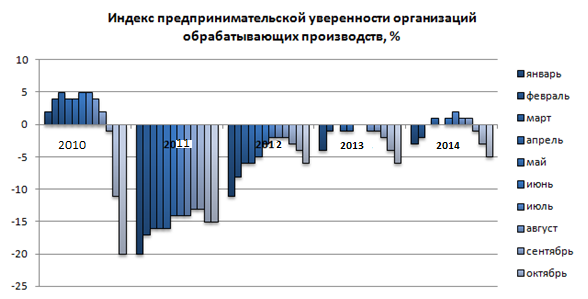 Индекс предпринимательской уверенности организаций
обрабатывающих производств, %
10
5
0
-5
-10
-15
-20
-25
2010
2011
2012
2013
2014
январь
февраль
март
апрель
май
июнь
июль
август
сентябрь
октябрь